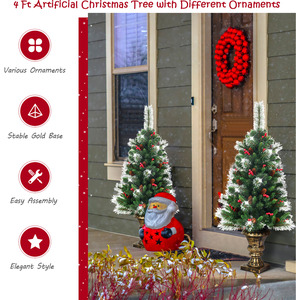 4 Ft Artificial Christmas Tree with Different Ornaments
Various Ornaments
Stable Gold Base
Easy Assembly
Elegant Style